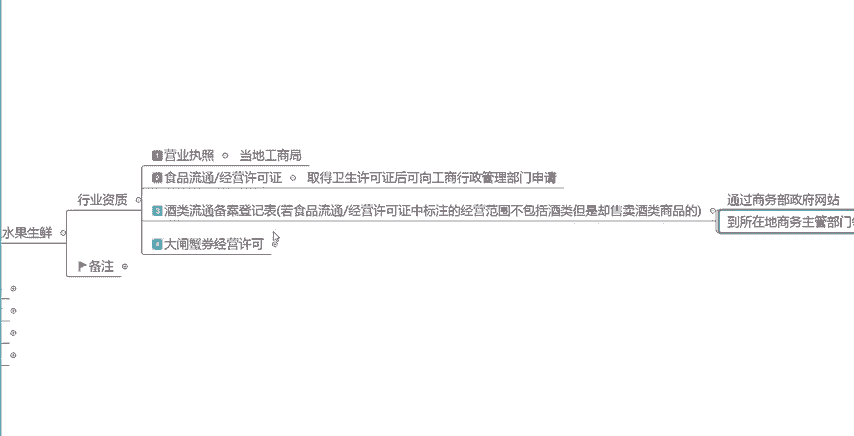 营业执照 当地工商局
食品流通/经营许可证 取得卫生许可证后可向工商行政管理部门申请
行业资质
通过商务部政府网站
酒类流通备案登记表(若食品流通/经营许可证中标注的经营范围不包括酒类但是却售卖酒类商品的)
到所在地商务主管部门
水果生鲜
大闸蟹券经营许可
备注